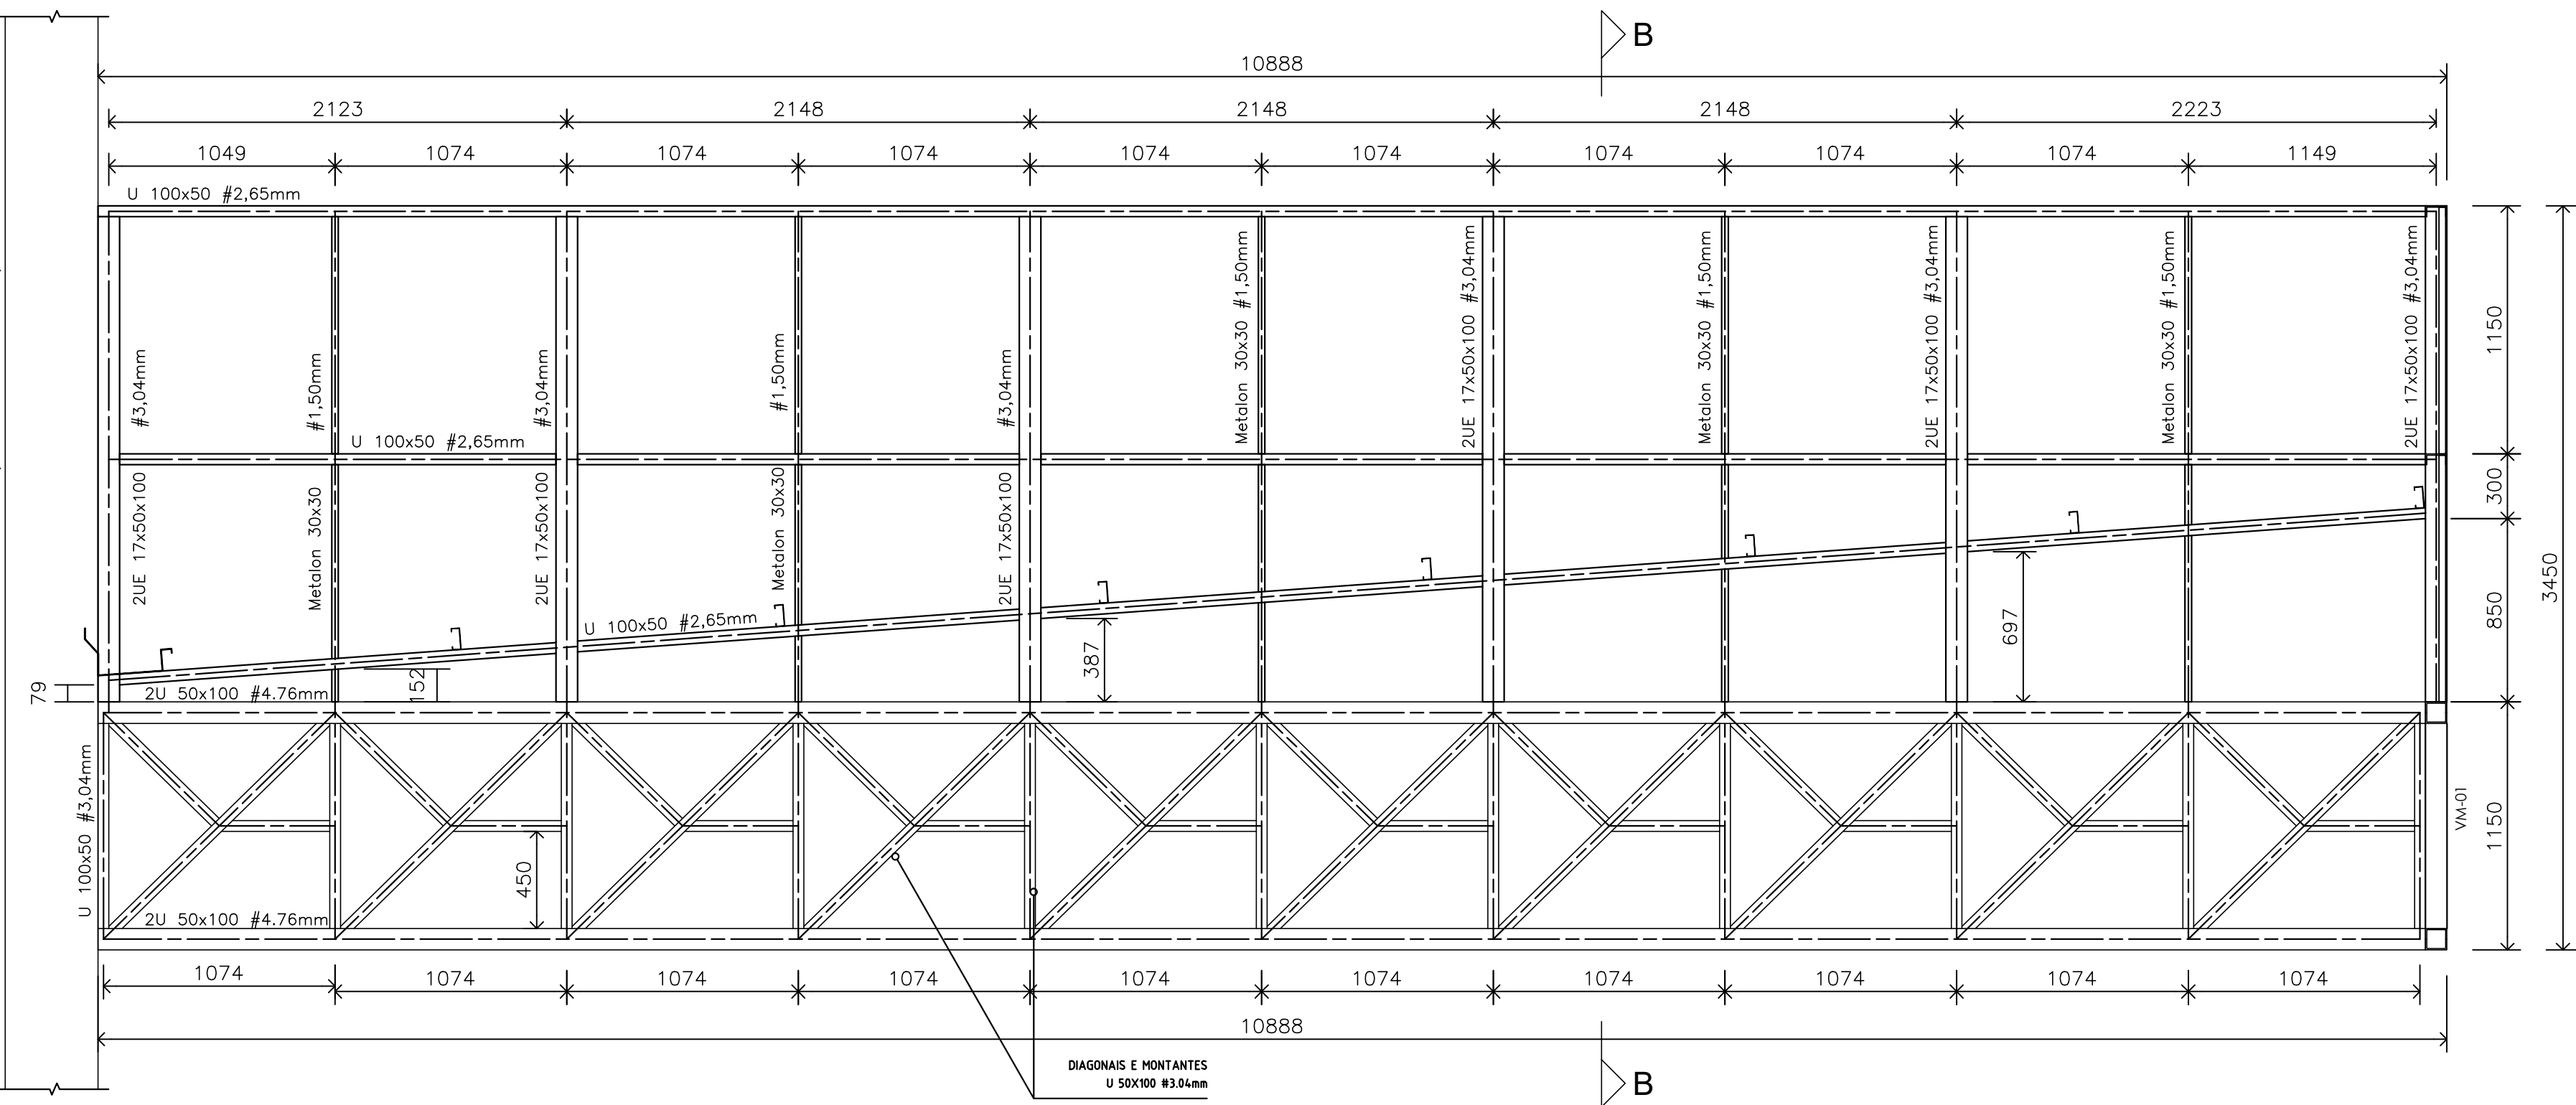 B
10888
2123
2148
2148
2148
2223
1049
1074
1074
1074
1074
1074
1074
1074
1074
1149
U 100x50 #2,65mm
2UE 17x50x100 #3,04mm
Metalon 30x30 #1,50mm
2UE 17x50x100 #3,04mm
Metalon 30x30 #1,50mm
2UE 17x50x100 #3,04mm
Metalon 30x30 #1,50mm
2UE 17x50x100 #3,04mm
Metalon 30x30 #1,50mm
2UE 17x50x100 #3,04mm
Metalon 30x30 #1,50mm
2UE 17x50x100 #3,04mm
1150
U 100x50 #2,65mm
300
3450
U 100x50 #2,65mm
850
697
387
152
79
2U 50x100 #4.76mm
U 100x50 #3,04mm
450
VM-01
1150
2U 50x100 #4.76mm
1074
1074
1074
1074
1074
1074
1074
1074
1074
1074
10888
DIAGONAIS E MONTANTES
U 50X100 #3.04mm
B